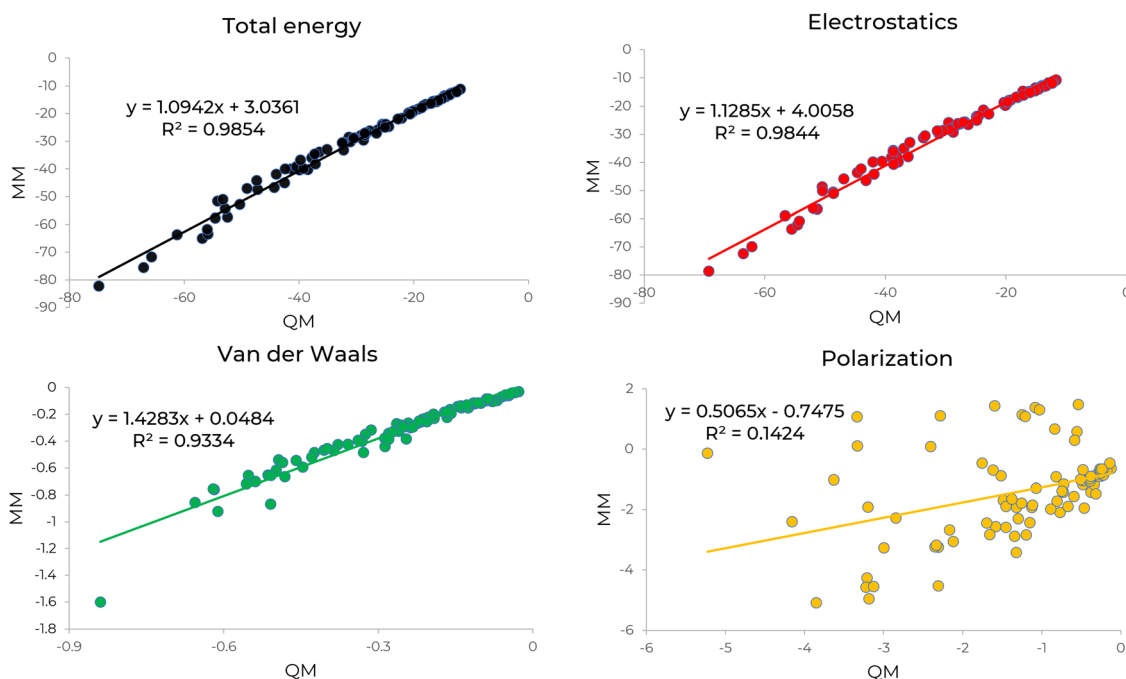 Total energy
0
-10
-20
-30
-40
-50
-60
-70
-80
-90
MM
y = 1.0942x + 3.0361
R² = 0.9854
-80
-60
-40
-20
0
QM
Electrostatics
0
-10
-20
-30
-40
-50
-60
-70
-80
-90
MM
y = 1.1285x + 4.0058
R² = 0.9844
-80
-60
-40
-20
0
QM
Van der Waals
0
-0.2
-0.4
-0.6
-0.8
-1
-1.2
-1.4
-1.6
-1.8
MM
y = 1.4283x + 0.0484
R² = 0.9334
-0.9
-0.6
-0.3
0
QM
Polarization
2
0
-2
-4
-6
MM
y = 0.5065x - 0.7475
R² = 0.1424
-6
-5
-4
-3
-2
-1
0
QM